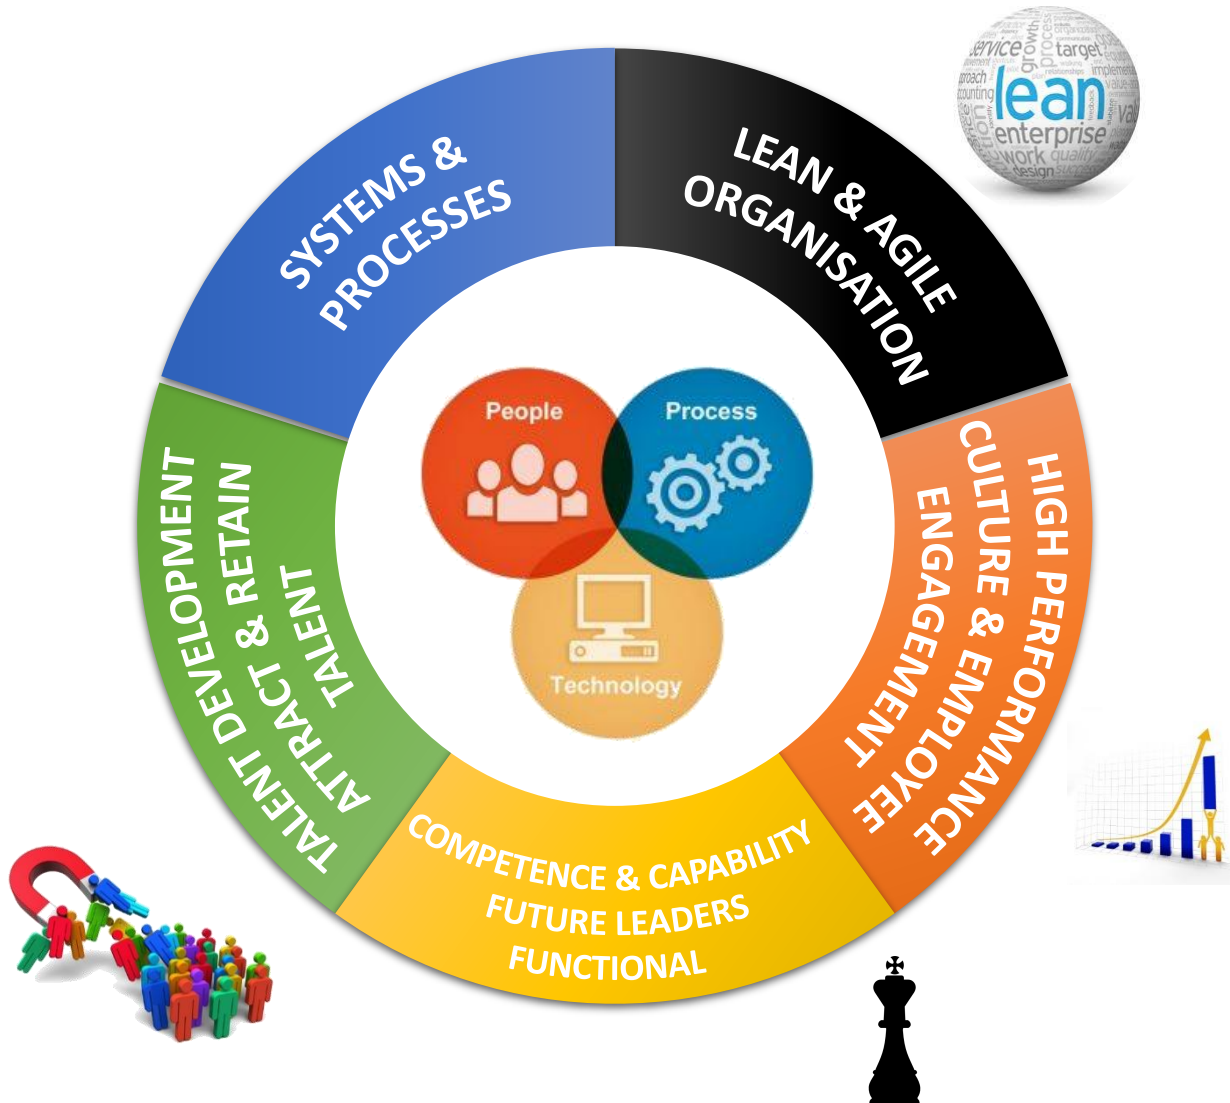 SYSTEMS &
PROCESSES
LEAN & AGILE
ORGANISATION
HIGH PERFORMANCE
CULTURE & EMPLOYEE
ENGAGEMENT
COMPETENCE & CAPABILITY
FUTURE LEADERS
FUNCTIONAL
TALENT DEVELOPMENT
ATTRACT & RETAIN
TALENT
People
Process
Technology
service
growth
process
target
lean
enterprise
work
quality
design